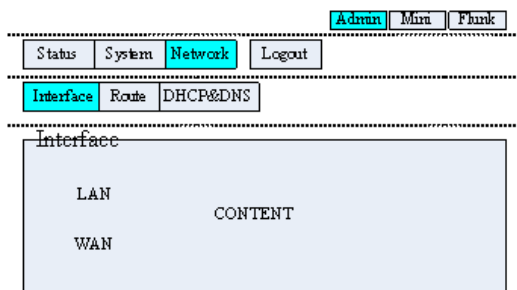 Admin Mini Flunk
Status System Network Logout
Interface Route DHCP&DNS
Interface
LAN
CONTENT
WAN